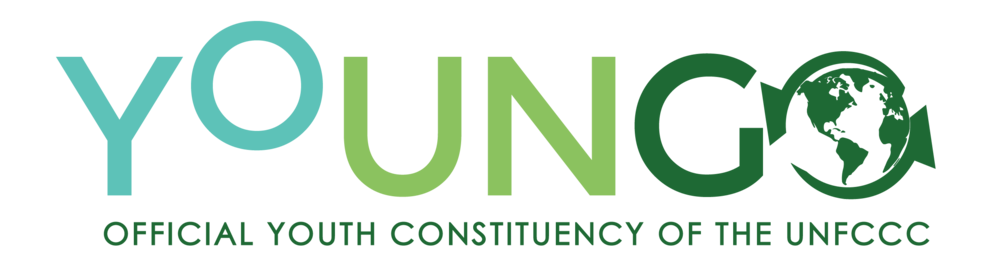 YOUNGO
OFFICIAL YOUTH CONSTITUENCY OF THE UNFCCC